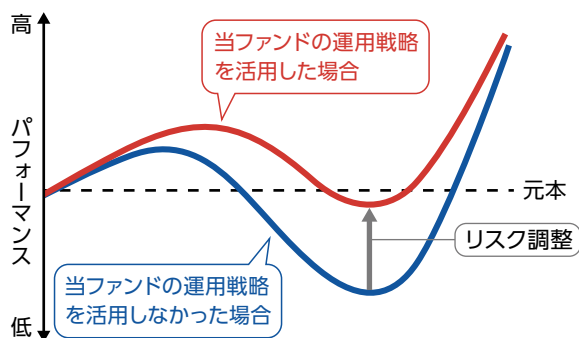 高
当ファンドの運用戦略
を活用した場合
パフォーマンス
元本
リスク調整
当ファンドの運用戦略
を活用しなかった場合
低